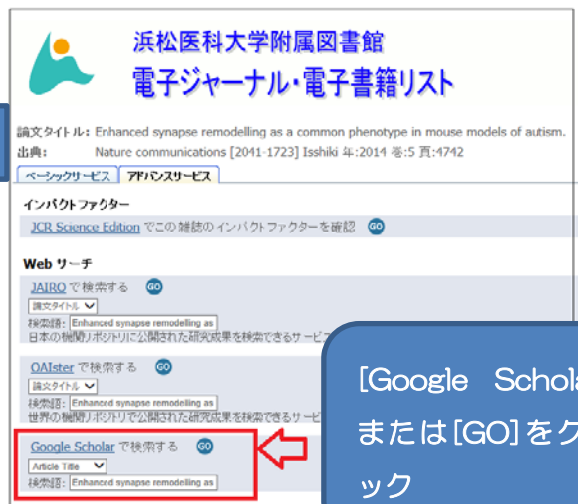 浜松医科大学附属図書館
電子ジャーナル・電子書籍リスト
論文タイトル: Enhanced synapse remodelling as a common phenotype in mouse models of autism.
出典: Nature communications [2041-1723] Isshiki 年:2014 巻:5 頁:4742
ベーシックサービス アドバンスサービス
インパクトファクター
JCR Science Edition でこの雑誌のインパクトファクターを確認 GO
Web サーチ
JAIRO で検索する GO
論文タイトル
検索語: Enhanced synapse remodelling as
日本の機関リポジトリに公開された研究成果を検索できるサービス
OAIster で検索する GO
論文タイトル
検索語: Enhanced synapse remodelling as
世界の機関リポジトリで公開された研究成果を検索できるサービ
Google Scholar で検索する GO
Article Title
検索語: Enhanced synapse remodelling as
[Google Schola
または[GO]をク
ック